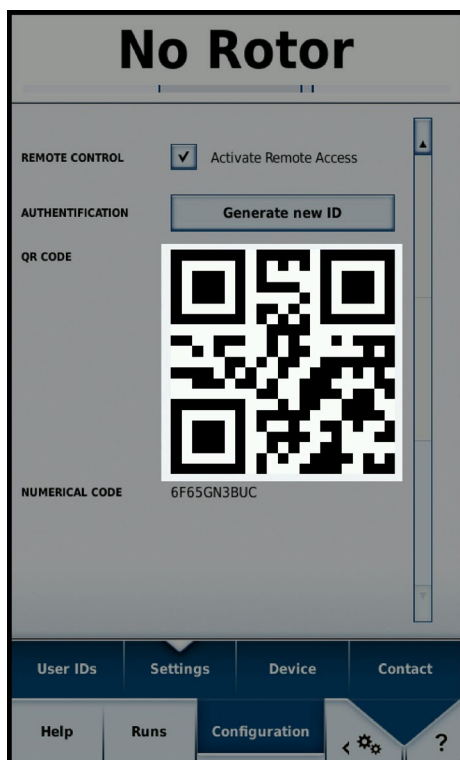 No Rotor
REMOTE CONTROL Activate Remote Access
AUTHENTIFICATION Generate new ID
QR CODE
NUMERICAL CODE 6F65GN3BUC
User IDs Settings Device Contact
Help Runs Configuration < ?